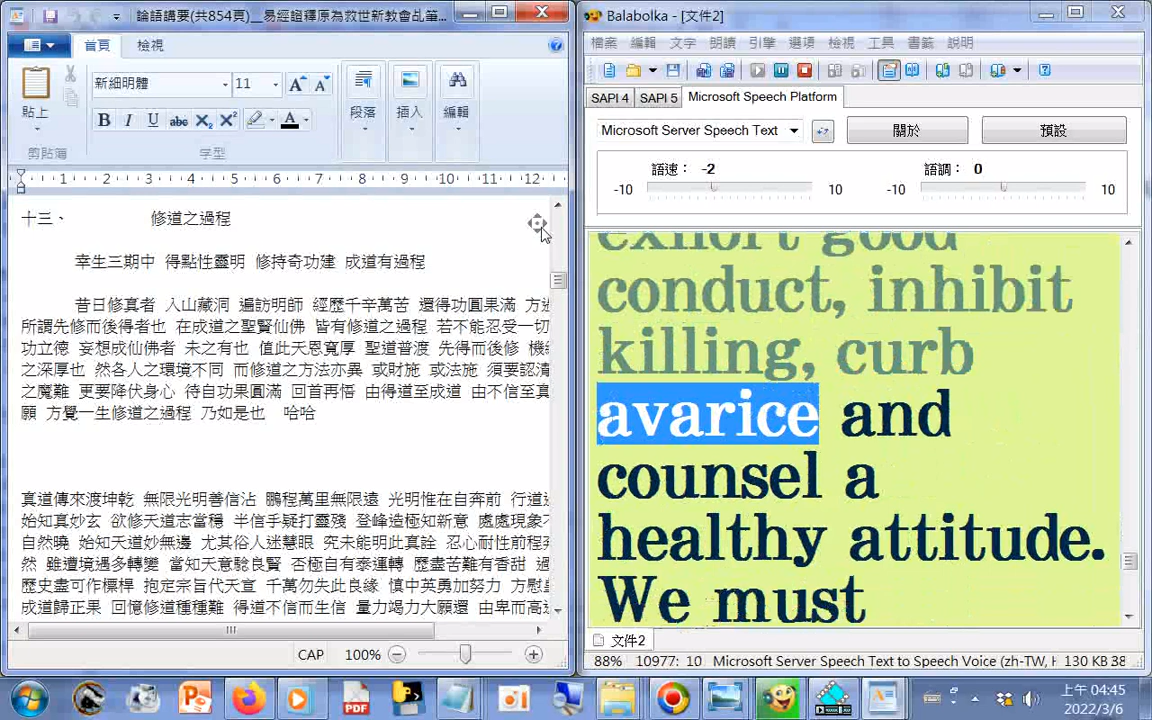 論語講要(共854頁)__易經證釋原為救世新教會乩筆...
首頁
檢視
貼上
剪貼簿
新細明體
11
B I U abc X₂ X²
A
字型
段落
插入
編輯
1 2 3 4 5 6 7 8 9 10 11 12
十三、 修道之過程
幸生三期中 得點性靈明 修持奇功建 成道有過程
昔日修真者 入山藏洞 遍訪明師 經歷千辛萬苦 還得功圓果滿 方
所謂先修而後得者也 在成道之聖賢仙佛 皆有修道之過程 若不能忍受一切
功立德 妄想成仙佛者 未之有也 值此天恩寬厚 聖道普渡 先得而後修 機
之深厚也 然各人之環境不同 而修道之方法亦異 或財施 或法施 須要認清
之魔難 更要降伏身心 待自功果圓滿 回首再悟 由得道至成道 由不信至真
願 方覺一生修道之過程 乃如是也 哈哈
真道傳來渡坤乾 無限光明善信沾 鵬程萬里無限遠 光明惟在自奔前 行道
始知真妙玄 欲修天道志當穩 半信半疑打靈殘 登峰造極知新意 處處現象
自然曉 始知天道妙無邊 尤其俗人迷慧眼 究未能明此真詮 忍心耐性前程
然 雖遭境遇多轉變 當知天意驗良賢 否極自有泰運轉 歷盡苦難有香甜
歷史盡可作標桿 抱定宗旨代天宣 千萬勿失此良緣 慎中英勇加努力 方慰
成道歸正果 回憶修道種種難 得道不信而生信 量力竭力大願還 由卑而高
CAP 100%
Balabolka - [文件2]
檔案 編輯 文字 朗讀 引擎 選項 檢視 工具 書籤 說明
SAPI 4 SAPI 5 Microsoft Speech Platform
Microsoft Server Speech Text
關於
預設
語速： -2
-10 10
語調： 0
-10 10
exhort good
conduct, inhibit
killing, curb
avarice and
counsel a
healthy attitude.
We must
文件2
88% 10977: 10 Microsoft Server Speech Text to Speech Voice (zh-TW, H 130 KB 38
上午 04:45
2022/3/6